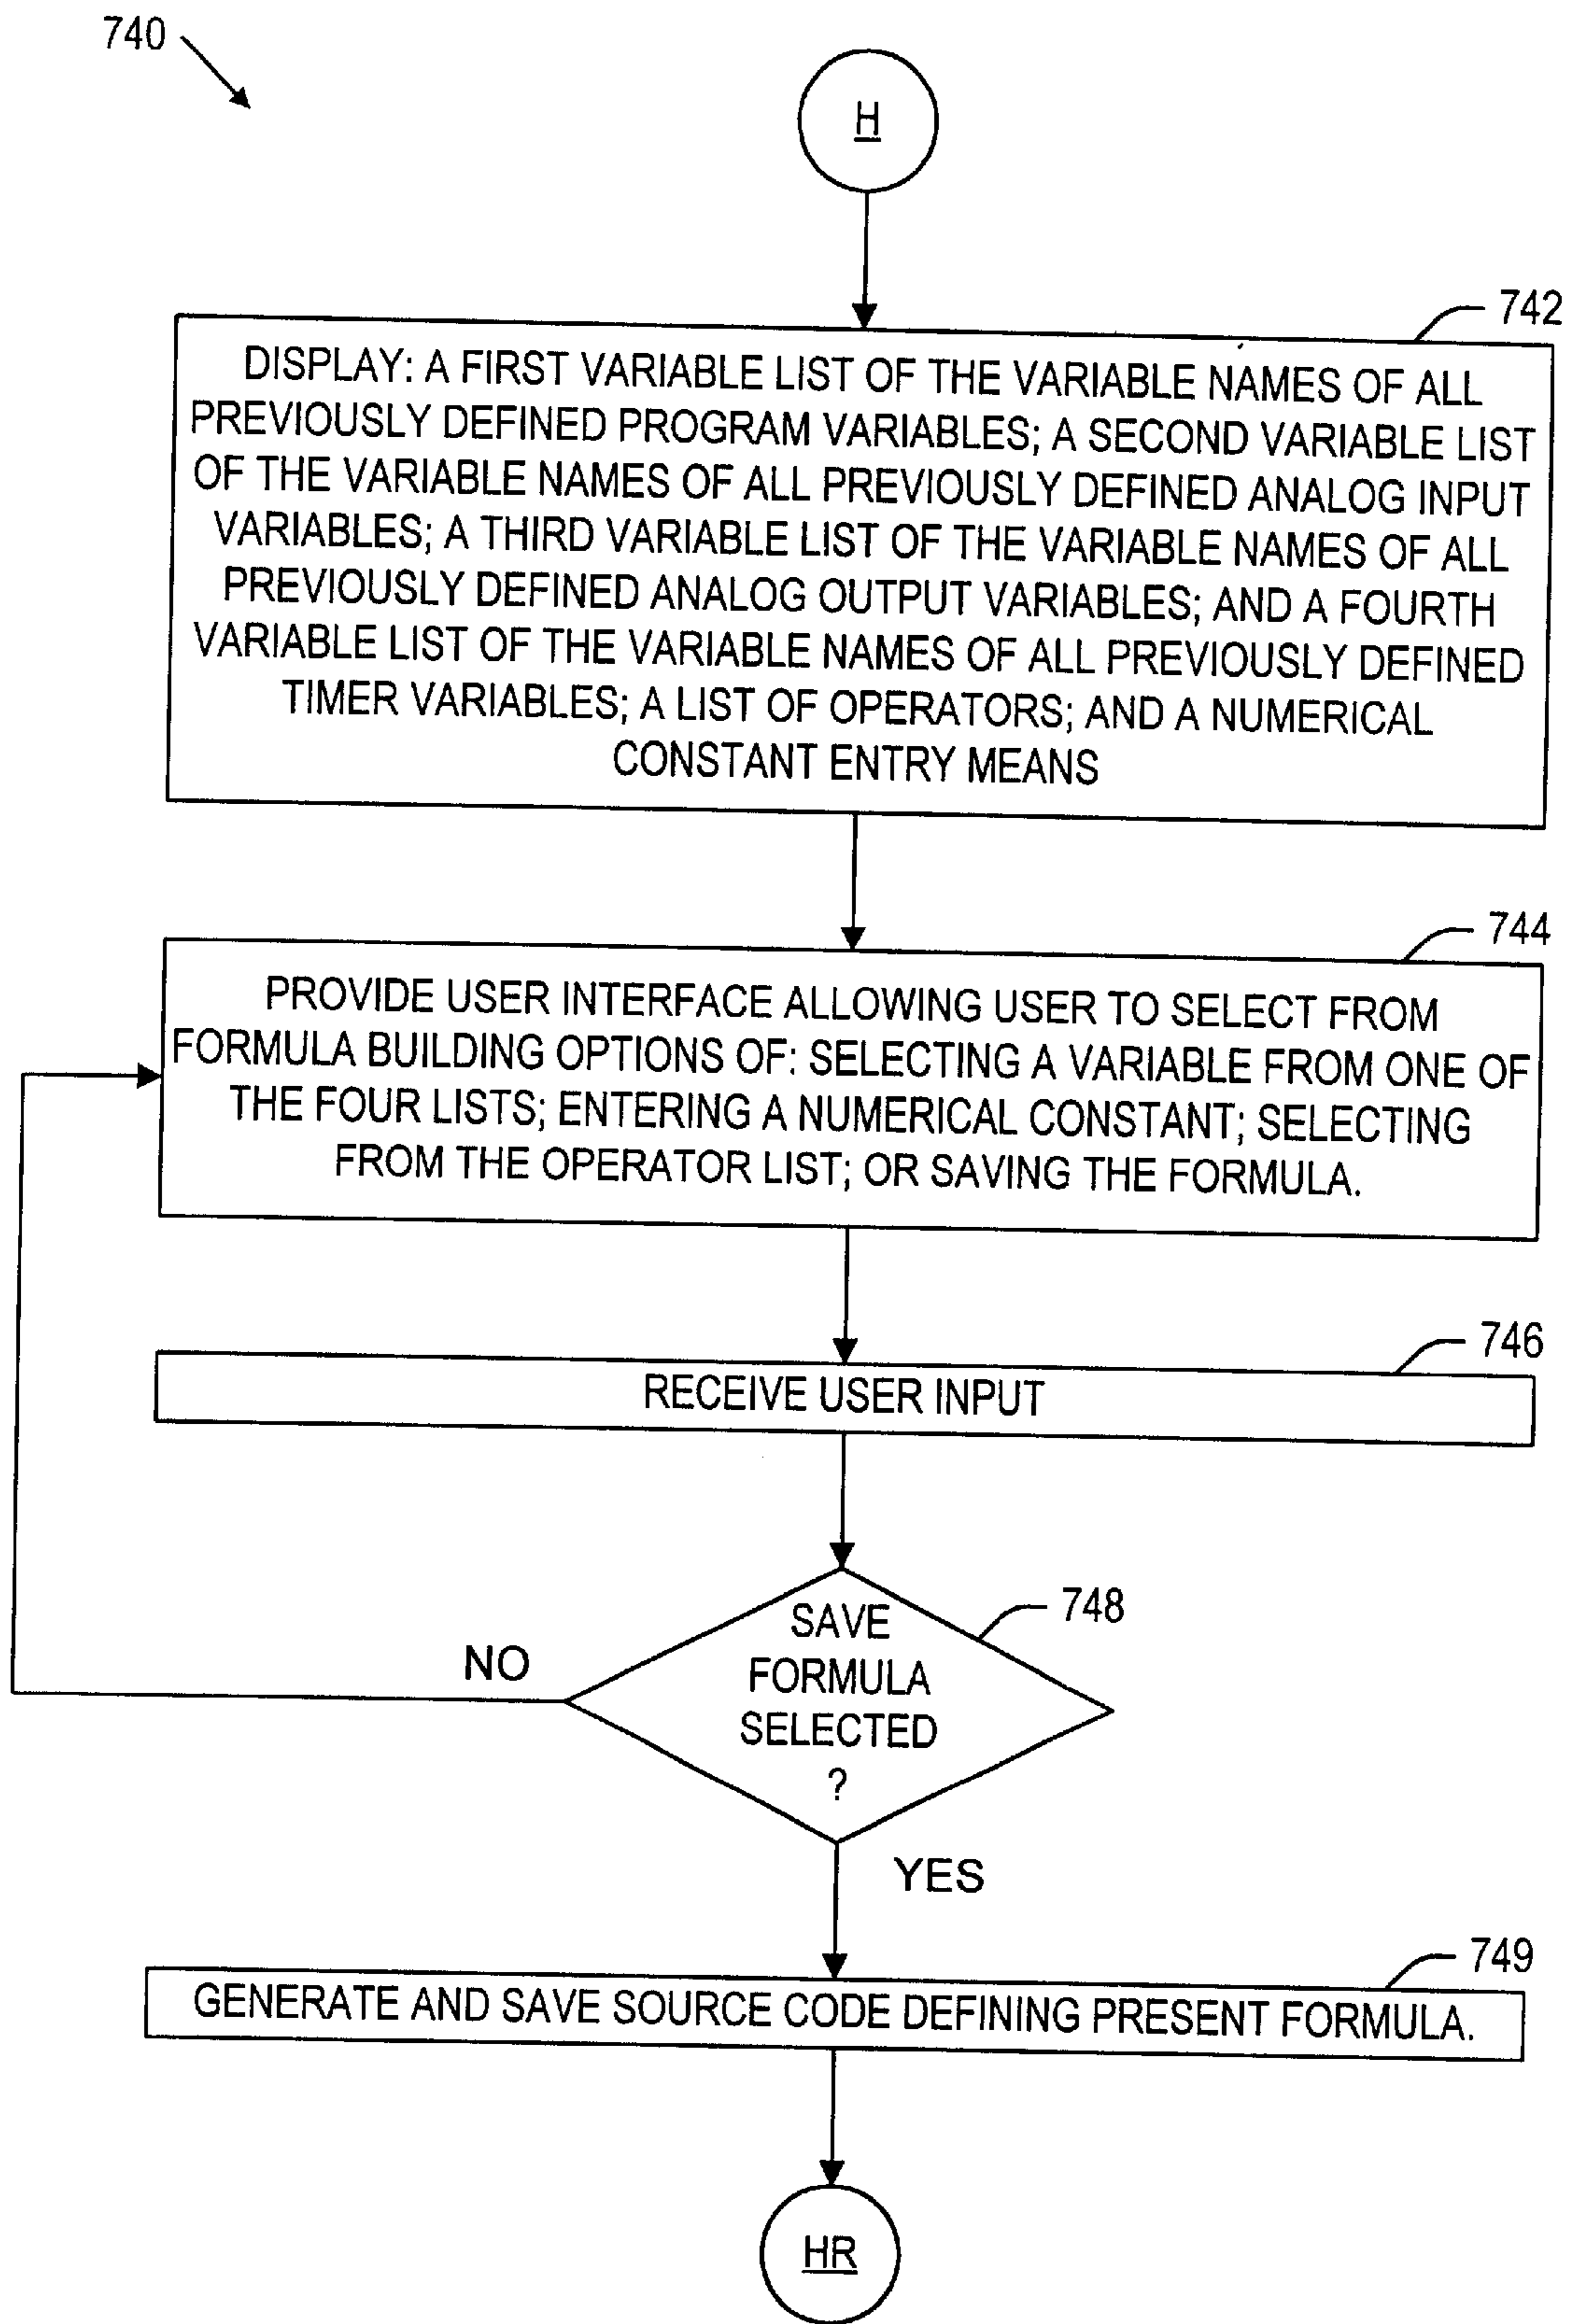 740
H
742
DISPLAY: A FIRST VARIABLE LIST OF THE VARIABLE NAMES OF ALL
PREVIOUSLY DEFINED PROGRAM VARIABLES; A SECOND VARIABLE LIST
OF THE VARIABLE NAMES OF ALL PREVIOUSLY DEFINED ANALOG INPUT
VARIABLES; A THIRD VARIABLE LIST OF THE VARIABLE NAMES OF ALL
PREVIOUSLY DEFINED ANALOG OUTPUT VARIABLES; AND A FOURTH
VARIABLE LIST OF THE VARIABLE NAMES OF ALL PREVIOUSLY DEFINED
TIMER VARIABLES; A LIST OF OPERATORS; AND A NUMERICAL
CONSTANT ENTRY MEANS
744
PROVIDE USER INTERFACE ALLOWING USER TO SELECT FROM
FORMULA BUILDING OPTIONS OF: SELECTING A VARIABLE FROM ONE OF
THE FOUR LISTS; ENTERING A NUMERICAL CONSTANT; SELECTING
FROM THE OPERATOR LIST; OR SAVING THE FORMULA.
746
RECEIVE USER INPUT
748
SAVE
FORMULA
SELECTED
?
NO
YES
749
GENERATE AND SAVE SOURCE CODE DEFINING PRESENT FORMULA.
HR